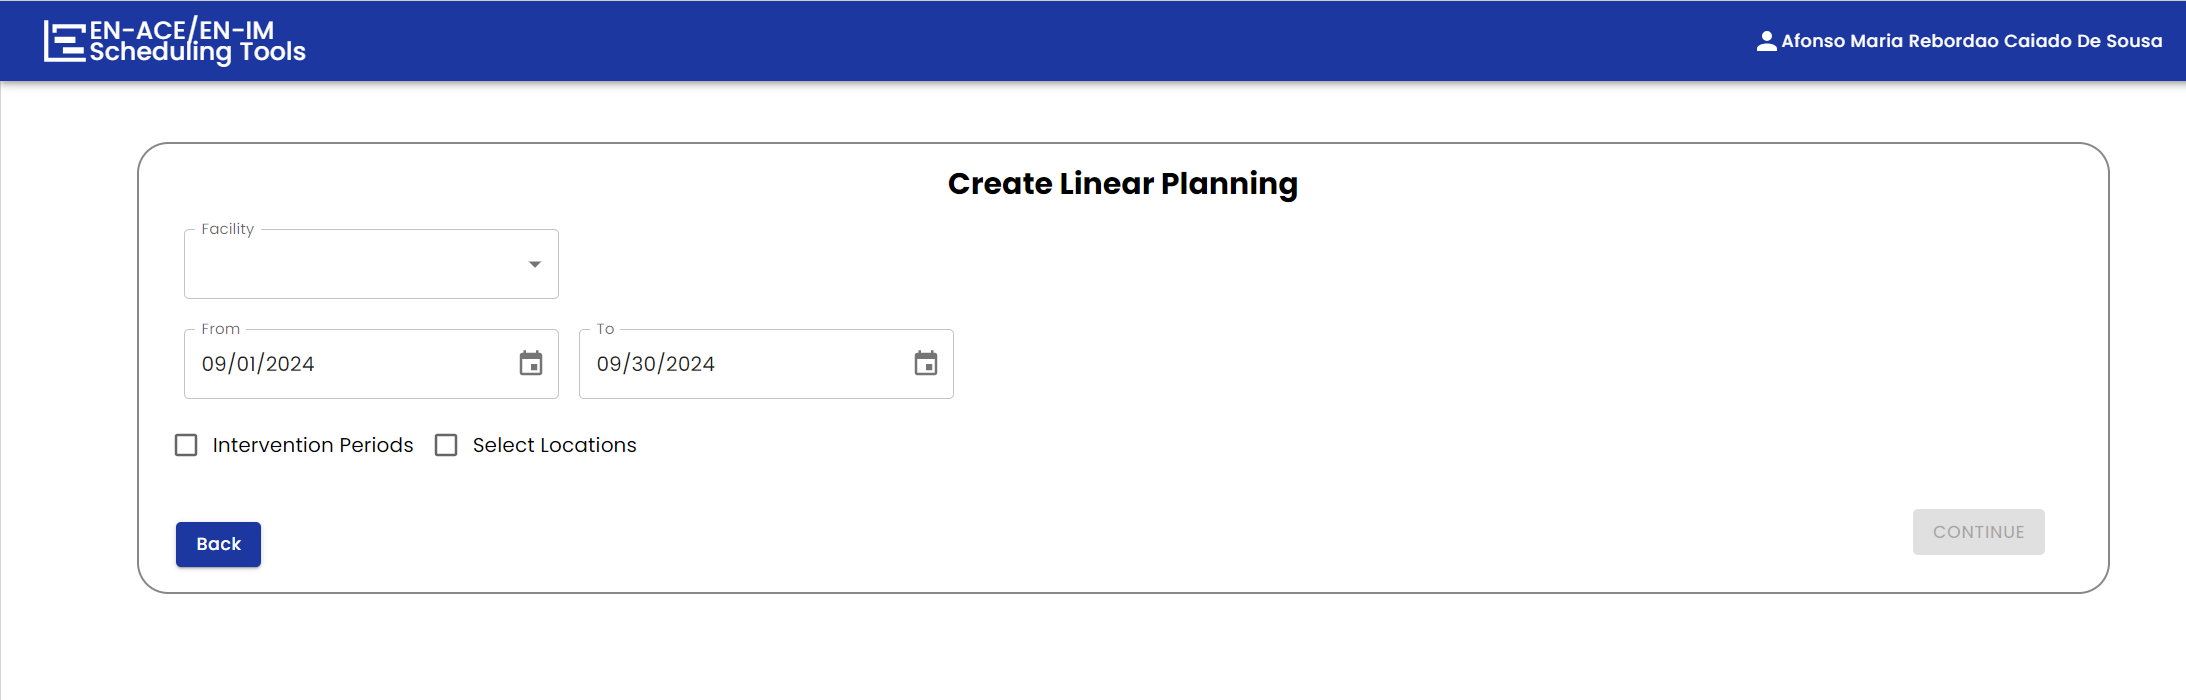 EN-ACE/EN-IM
Scheduling Tools
Afonso Maria Rebordao Caiado De Sousa
Create Linear Planning
Facility
From
09/01/2024
To
09/30/2024
Intervention Periods
Select Locations
Back
CONTINUE